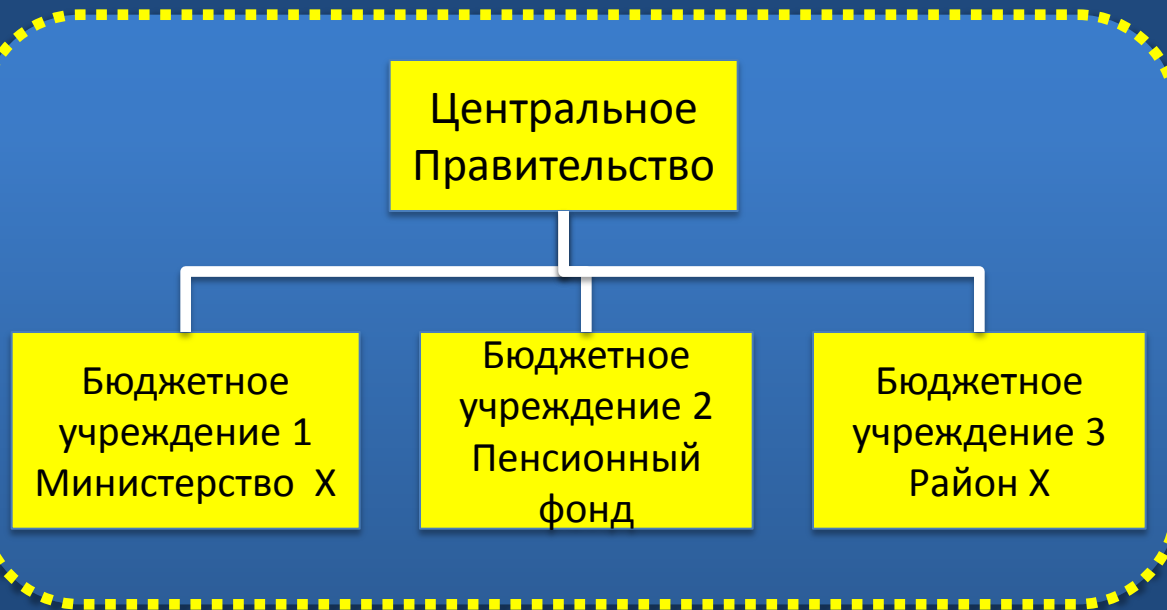 Центральное
Правительство
Бюджетное
учреждение 1
Министерство  X
Бюджетное
учреждение 2
Пенсионный
фонд
Бюджетное
учреждение 3
Район X